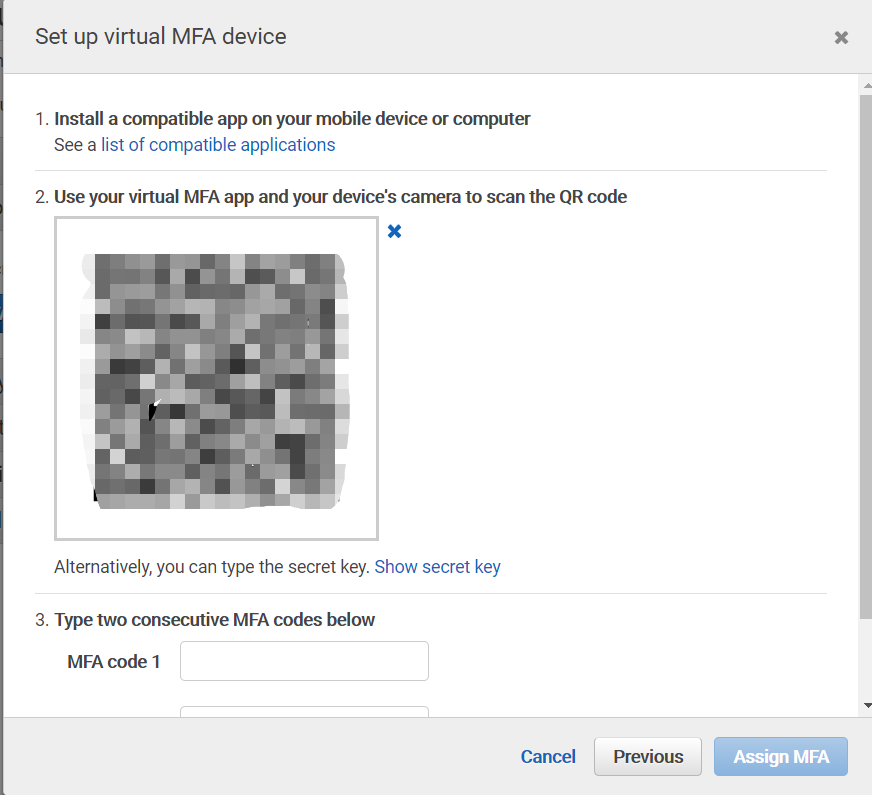 Set up virtual MFA device
1. Install a compatible app on your mobile device or computer
See a list of compatible applications
2. Use your virtual MFA app and your device's camera to scan the QR code
Alternatively, you can type the secret key. Show secret key
3. Type two consecutive MFA codes below
MFA code 1
Cancel Previous Assign MFA